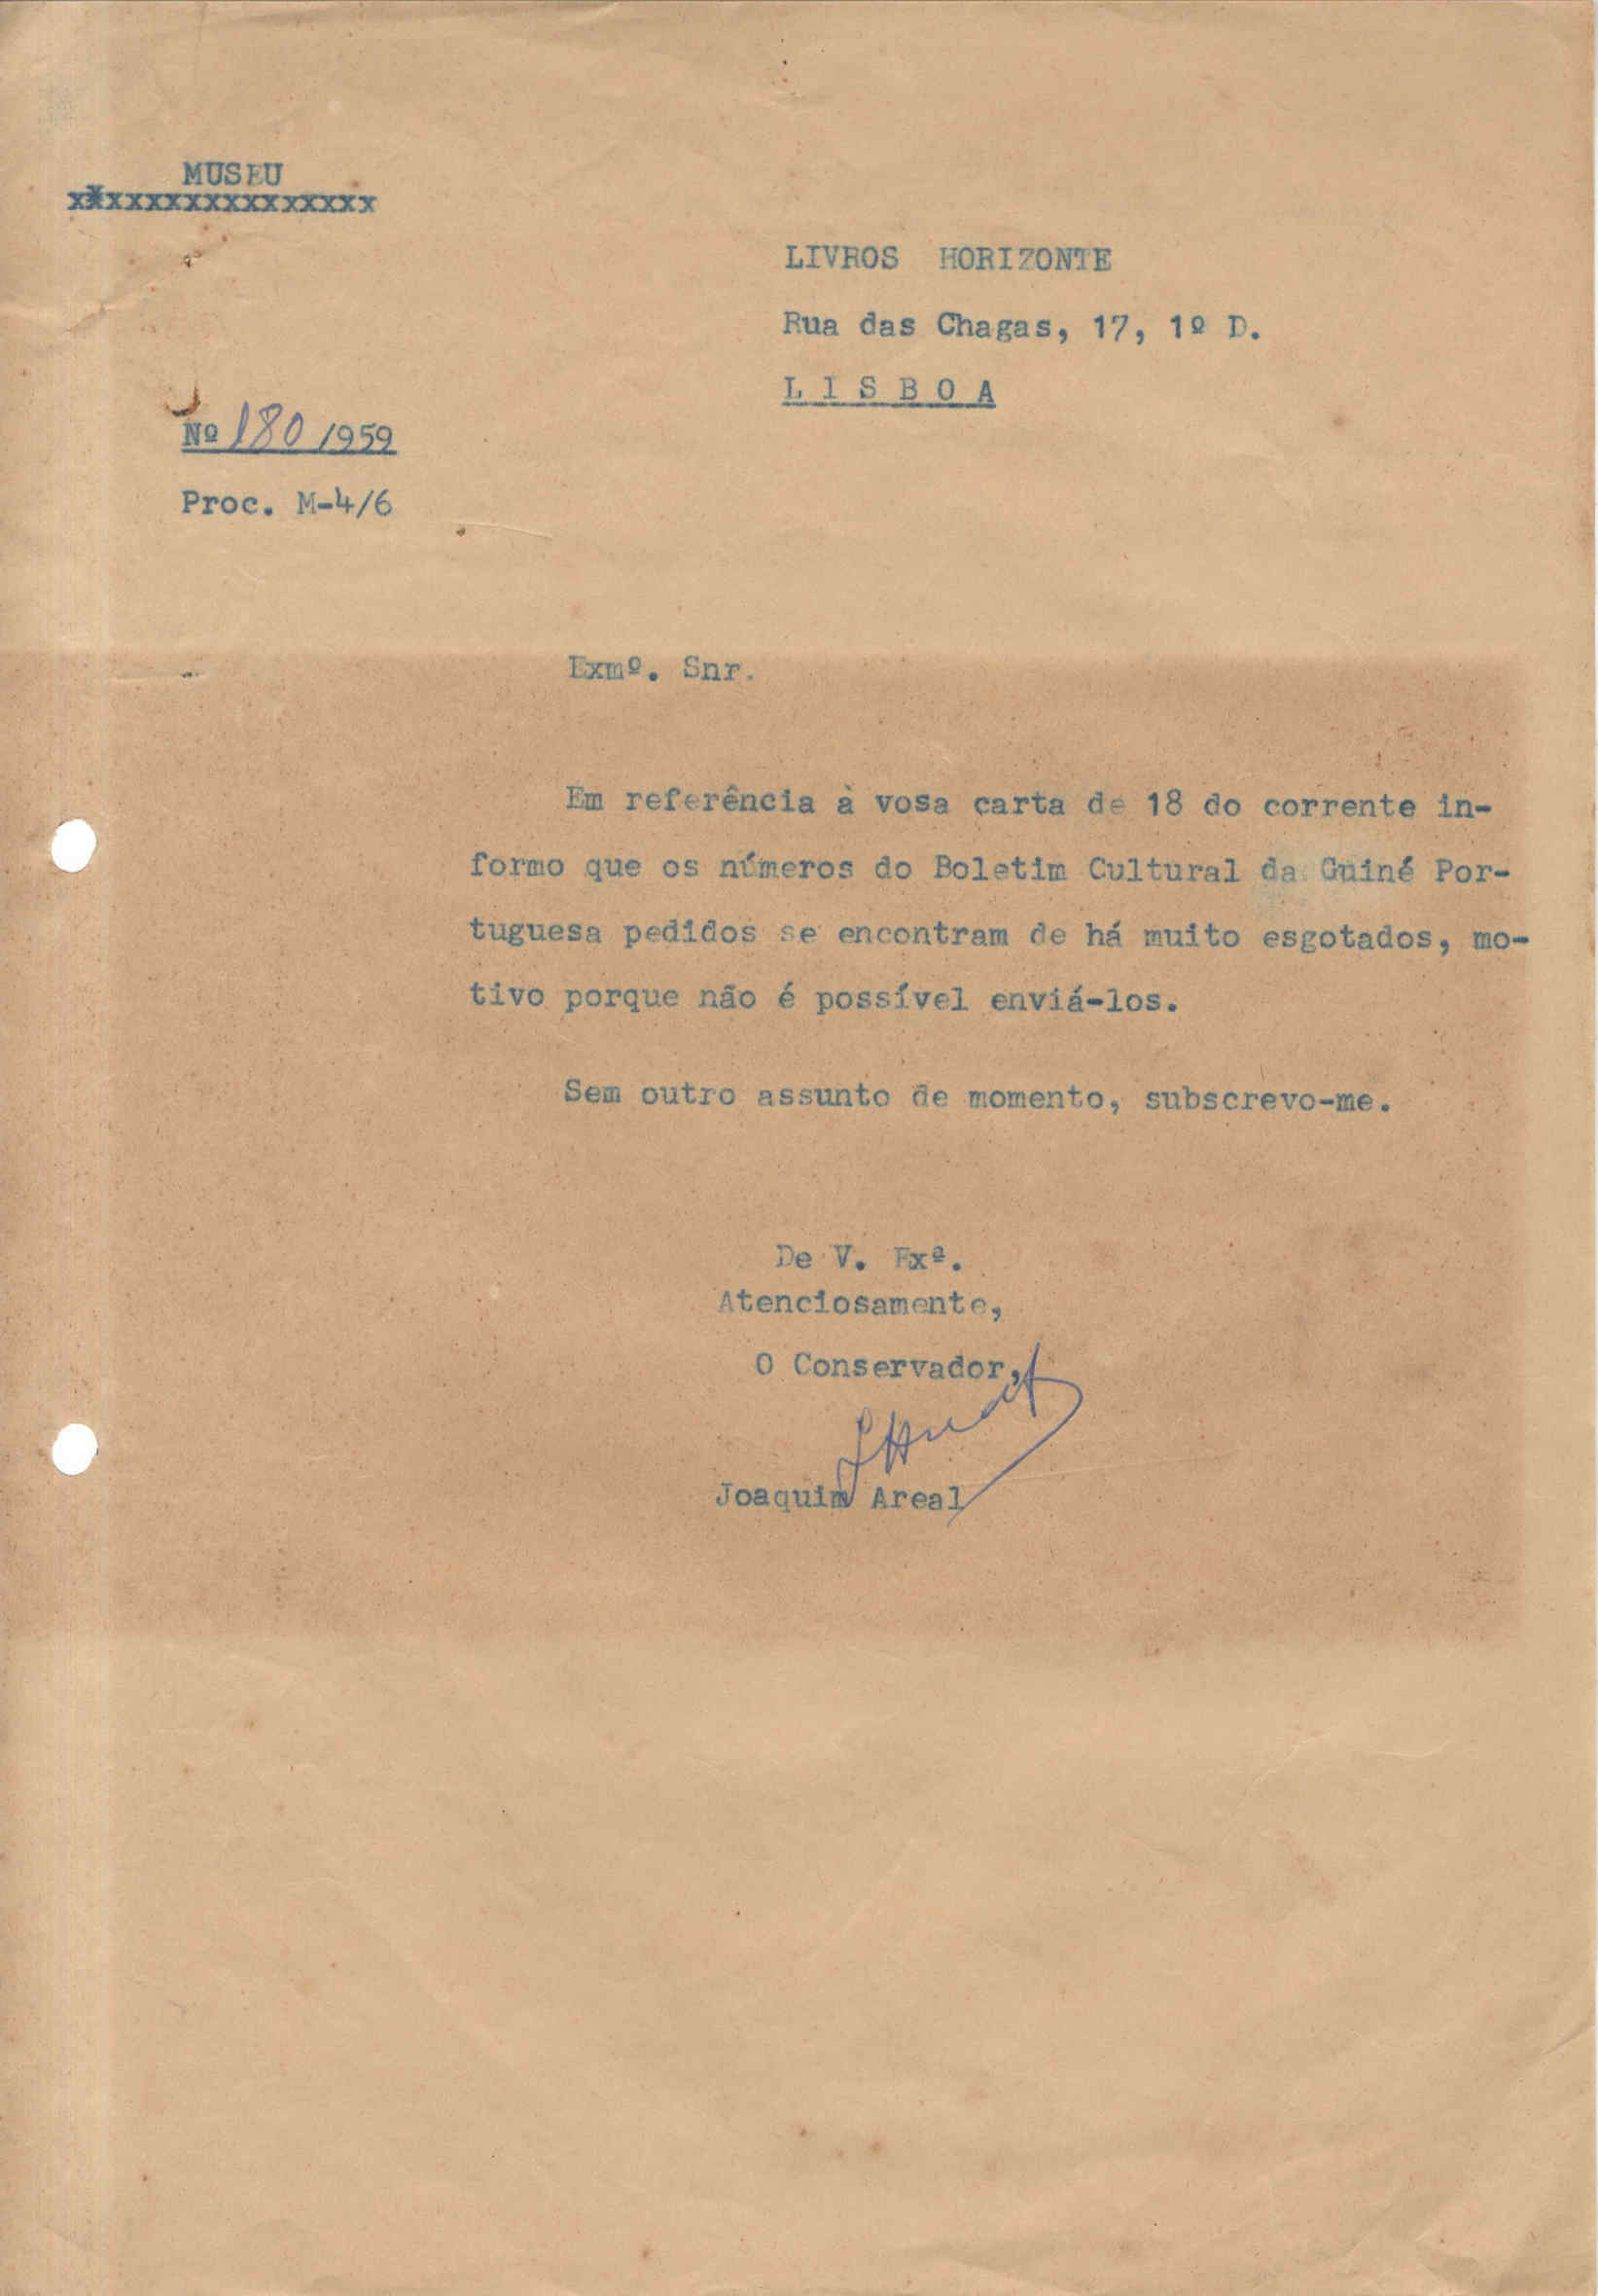 MUSEU
xxxxxxxxxxxxxxxx
LIVROS HORIZONTE
Rua das Chagas, 17, 1º D.
L I S B O A
Nº 180/1959
Proc. M-4/6
Exmº. Snr.
Em referência à vosa carta de 18 do corrente in-
formo que os números do Boletim Cultural da Guiné Por-
tuguesa pedidos se encontram de há muito esgotados, mo-
tivo porque não é possível enviá-los.
Sem outro assunto de momento, subscrevo-me.
De V. Exª.
Atenciosamente,
O Conservador,
Joaquim Areal